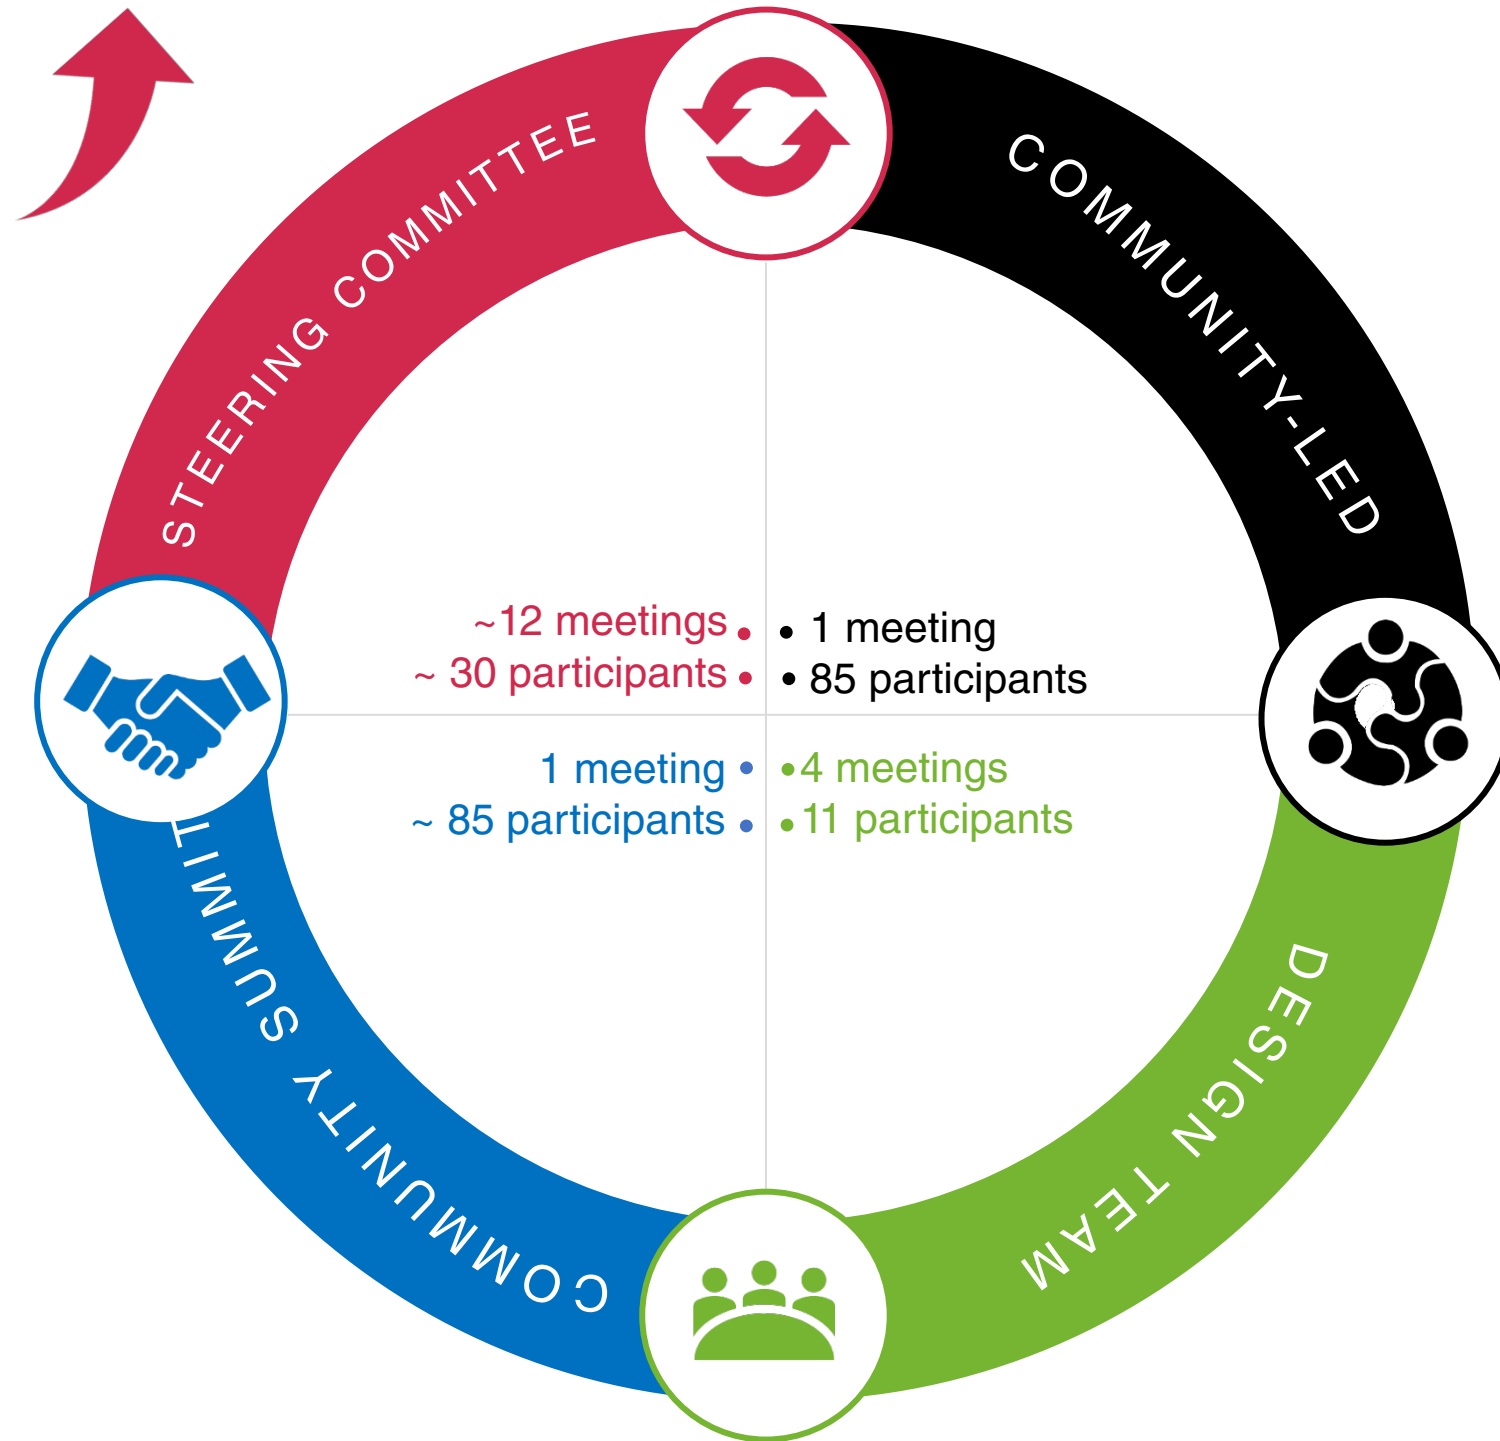 STEERING COMMITTEE
COMMUNITY-LED
~12 meetings •
~ 30 participants •
• 1 meeting
• 85 participants
1 meeting •
~ 85 participants •
• 4 meetings
• 11 participants
COMMUNITY SUMMIT
DESIGN TEAM